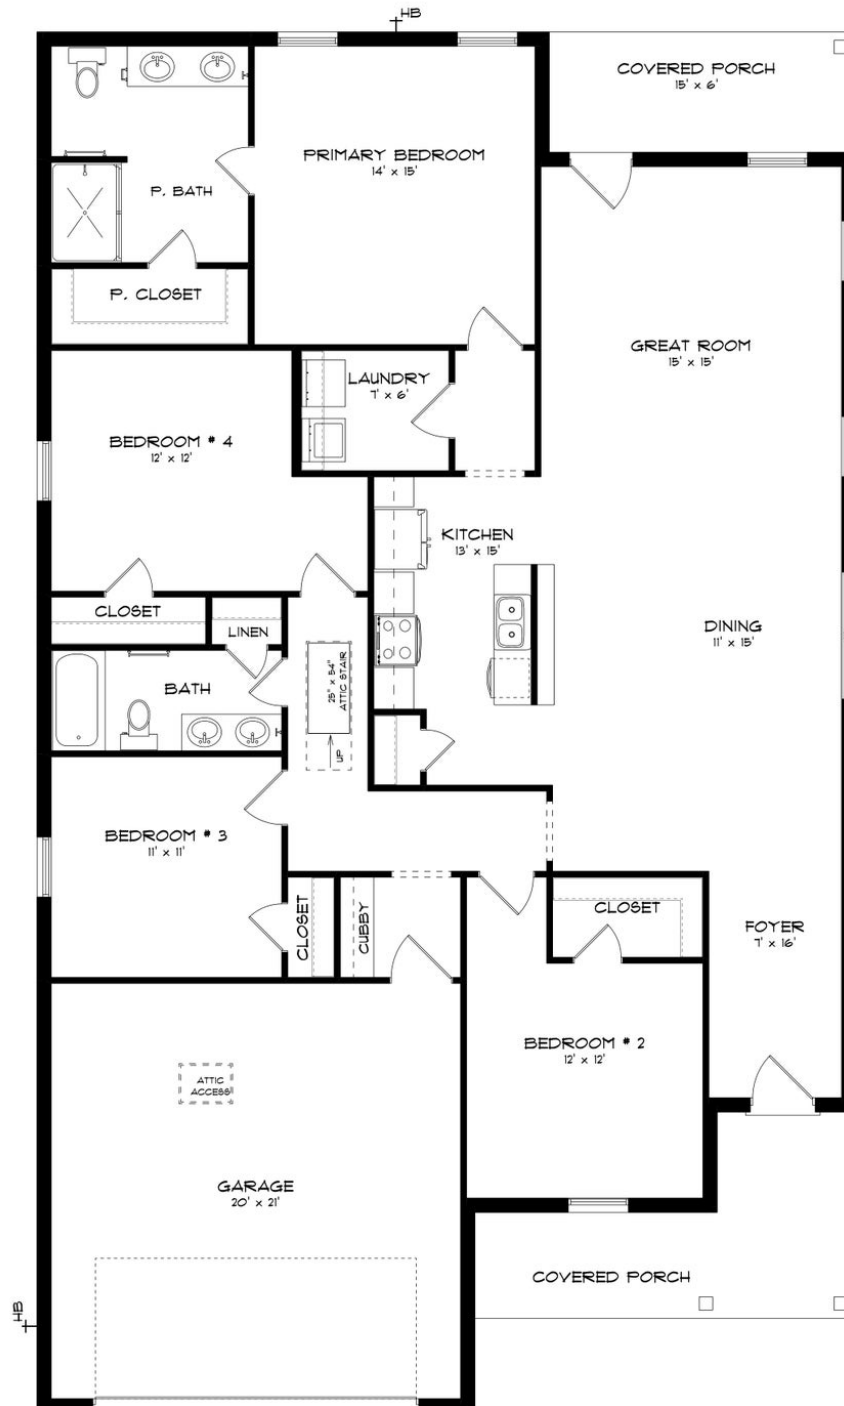 HB
COVERED PORCH
15' x 6'
PRIMARY BEDROOM
14' x 15'
P. BATH
P. CLOSET
GREAT ROOM
15' x 15'
LAUNDRY
7' x 6'
BEDROOM # 4
12' x 12'
KITCHEN
13' x 15'
CLOSET
LINEN
DINING
11' x 15'
BATH
25" x 54"
ATTIC STAIR
UP
BEDROOM # 3
11' x 11'
CLOSET
CUBBY
CLOSET
FOYER
7' x 16'
BEDROOM # 2
12' x 12'
ATTIC
ACCESS
GARAGE
20' x 21'
COVERED PORCH
HB